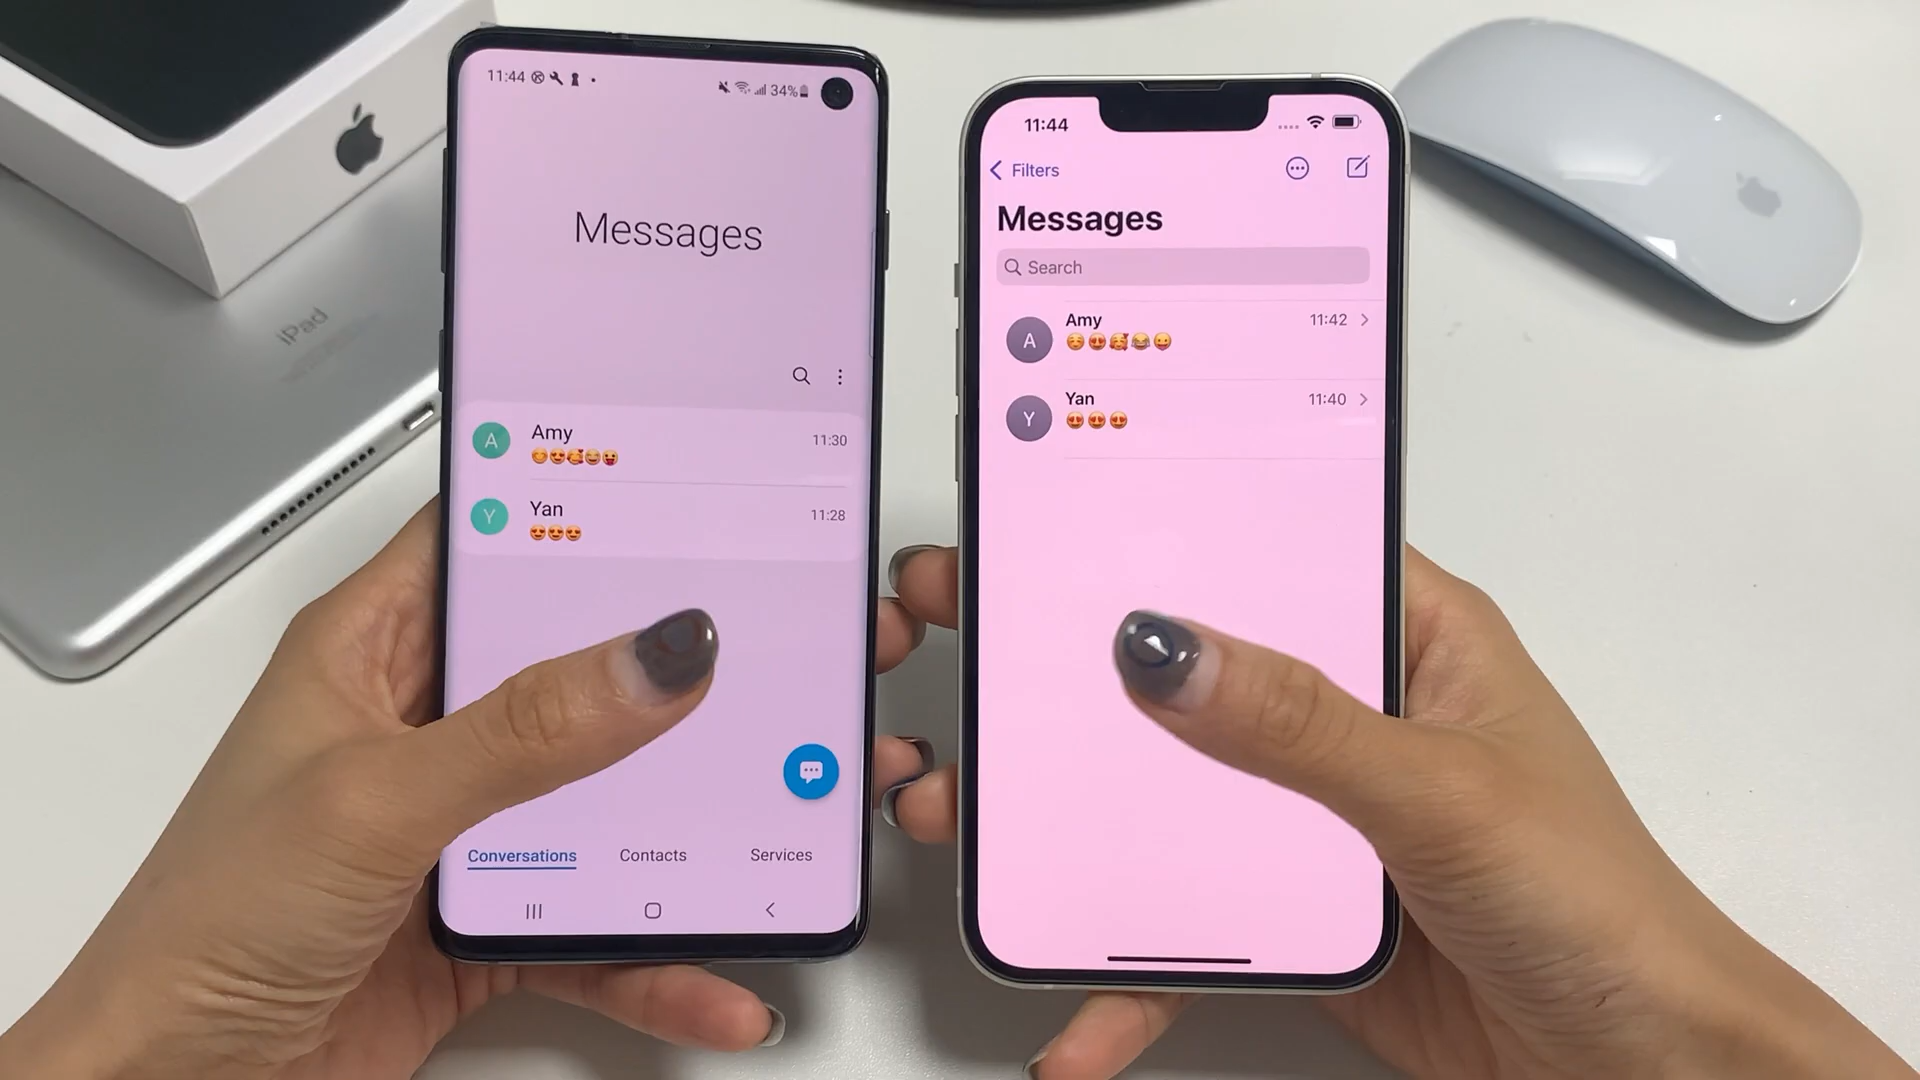 iPad
11:44
34%
Messages
A
Amy
11:30
Y
Yan
11:28
Conversations
Contacts
Services
11:44
Filters
Messages
Search
A
Amy
11:42
Y
Yan
11:40